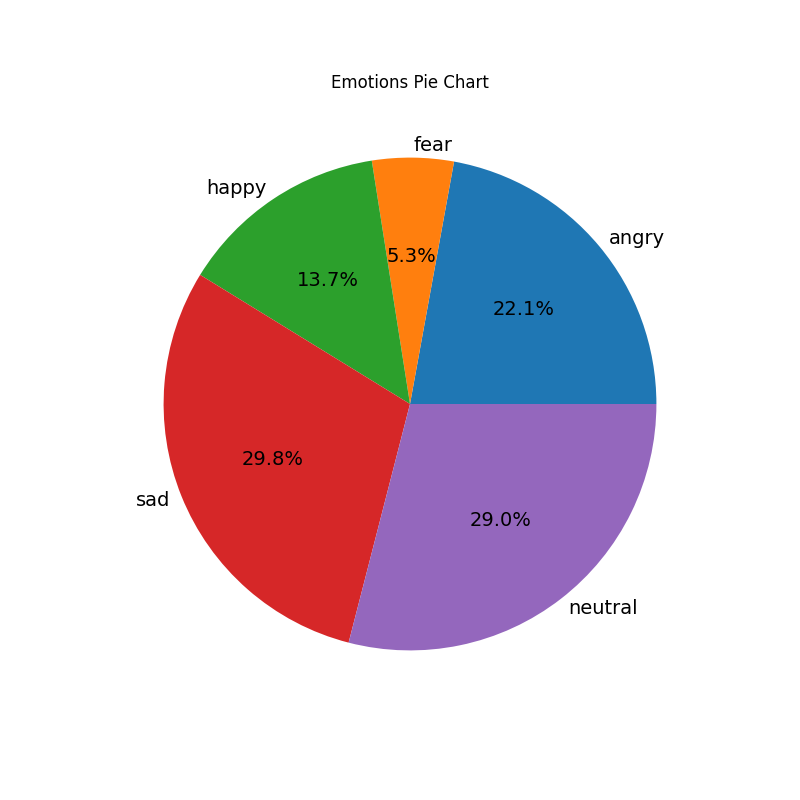 Emotions Pie Chart
fear
happy
angry
5.3%
13.7%
22.1%
29.8%
sad
29.0%
neutral